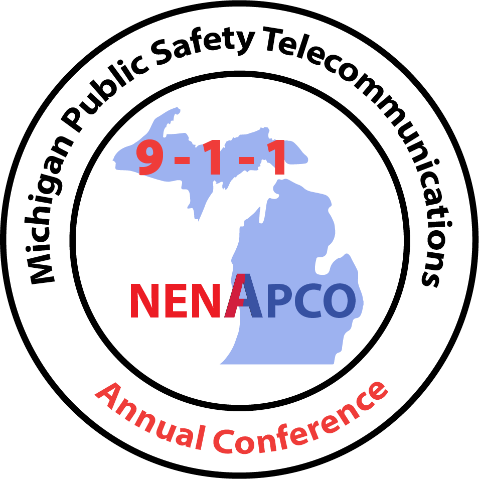 Michigan Public Safety Telecommunications
9 - 1 - 1
NENAPCO
Annual Conference